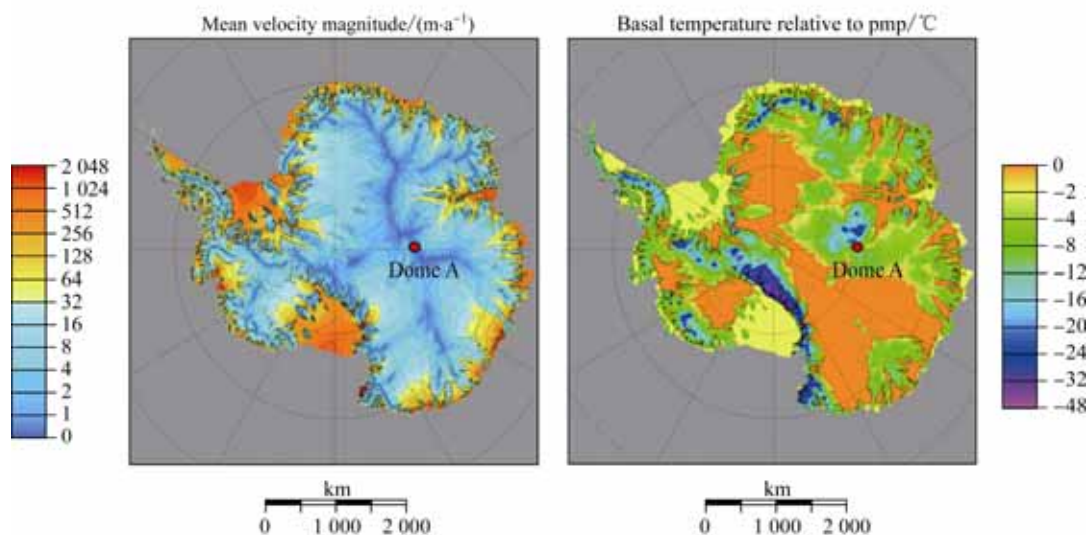 Mean velocity magnitude/(m·a⁻¹)
Basal temperature relative to pmp/℃
2 048
1 024
512
256
128
64
32
16
8
4
2
1
0
Dome A
Dome A
0
−2
−4
−8
−12
−16
−20
−24
−32
−48
km
0 1 000 2 000
km
0 1 000 2 000